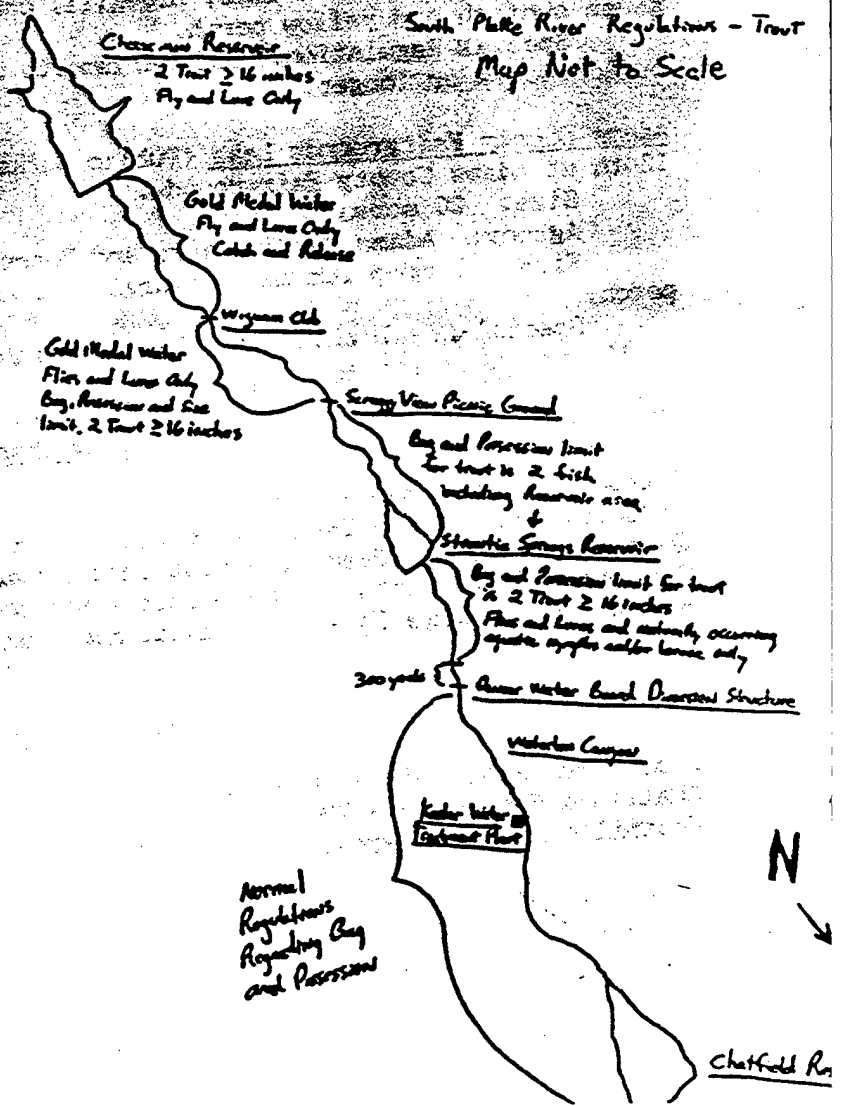 South Platte River Regulations - Trout
Map Not to Scale
Cheesman Reservoir
2 Trout ≥ 16 inches
Fly and Lure Only
Gold Medal Water
Fly and Lure Only
Catch and Release
Wigwam Club
Gold Medal Water
Flies and Lures Only
Bag, Possession and Size
limit, 2 Trout ≥ 16 inches
Scraggy View Picnic Ground
Bag and Posession limit
for trout is 2 fish
including Reservoir
Strontia Springs Reservoir
Bag and Posession limit for trout
is 2 Trout ≥ 16 inches
Flies and Lures and naturally occurring
aquatic nymphs and/or larvae only
300 yards
Water Board Diversion Structure
Waterton Canyon
Water
Treatment Plant
N
Normal
Regulations
Regarding Bag
and Posession
Chatfield Res